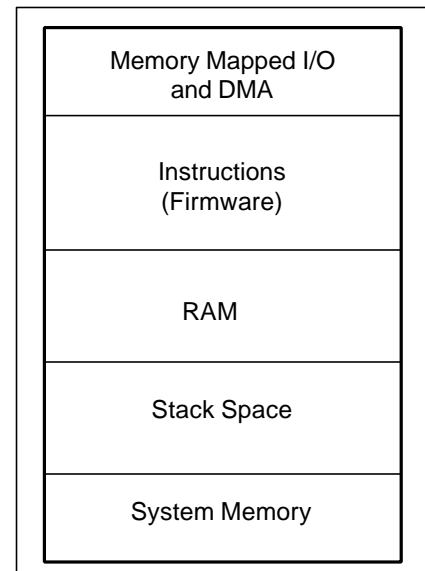 Memory Mapped I/O
and DMA
Instructions
(Firmware)
RAM
Stack Space
System Memory